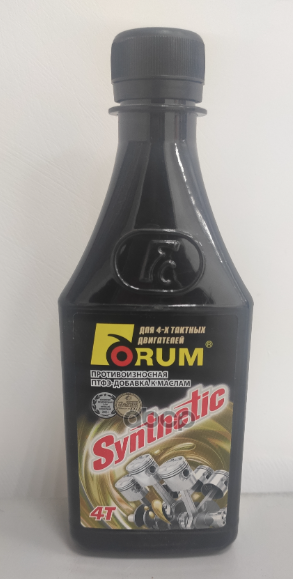 ДЛЯ 4-Х ТАКТНЫХ
ДВИГАТЕЛЕЙ
FORUM®
ПРОТИВОИЗНОСНАЯ
ПТФЭ-ДОБАВКА К МАСЛАМ
Synthetic
4T